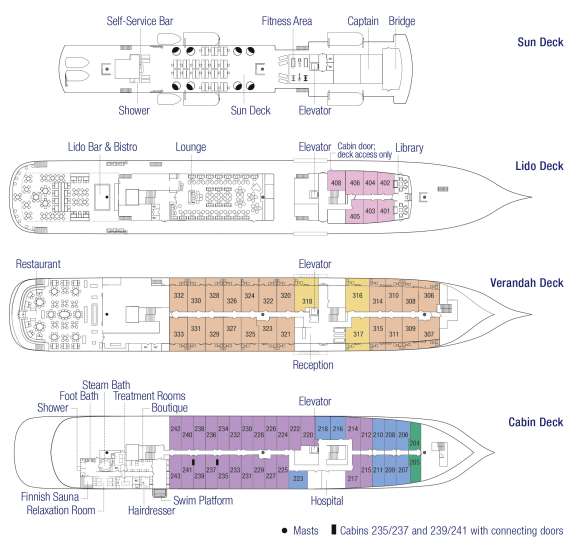 Self-Service Bar
Fitness Area
Captain
Bridge
Sun Deck
Shower
Sun Deck
Elevator
Lido Bar & Bistro
Lounge
Elevator
Cabin door;
deck access only
Library
Lido Deck
408 406 404 402
405 403 401
Restaurant
Elevator
Verandah Deck
332 330 328 326 324 322 320 318 316 314 310 308 306
333 331 329 327 325 323 321 317 315 311 309 307
Reception
Steam Bath
Foot Bath
Treatment Rooms
Shower
Boutique
Elevator
Cabin Deck
242 240 238 236 234 232 230 228 226 224 222 220 218 216 214 212 210 208 206 204
243 241 239 237 235 233 231 229 227 225 223 217 215 211 209 207 205
Finnish Sauna
Relaxation Room
Hairdresser
Swim Platform
Hospital
Masts
Cabins 235/237 and 239/241 with connecting doors